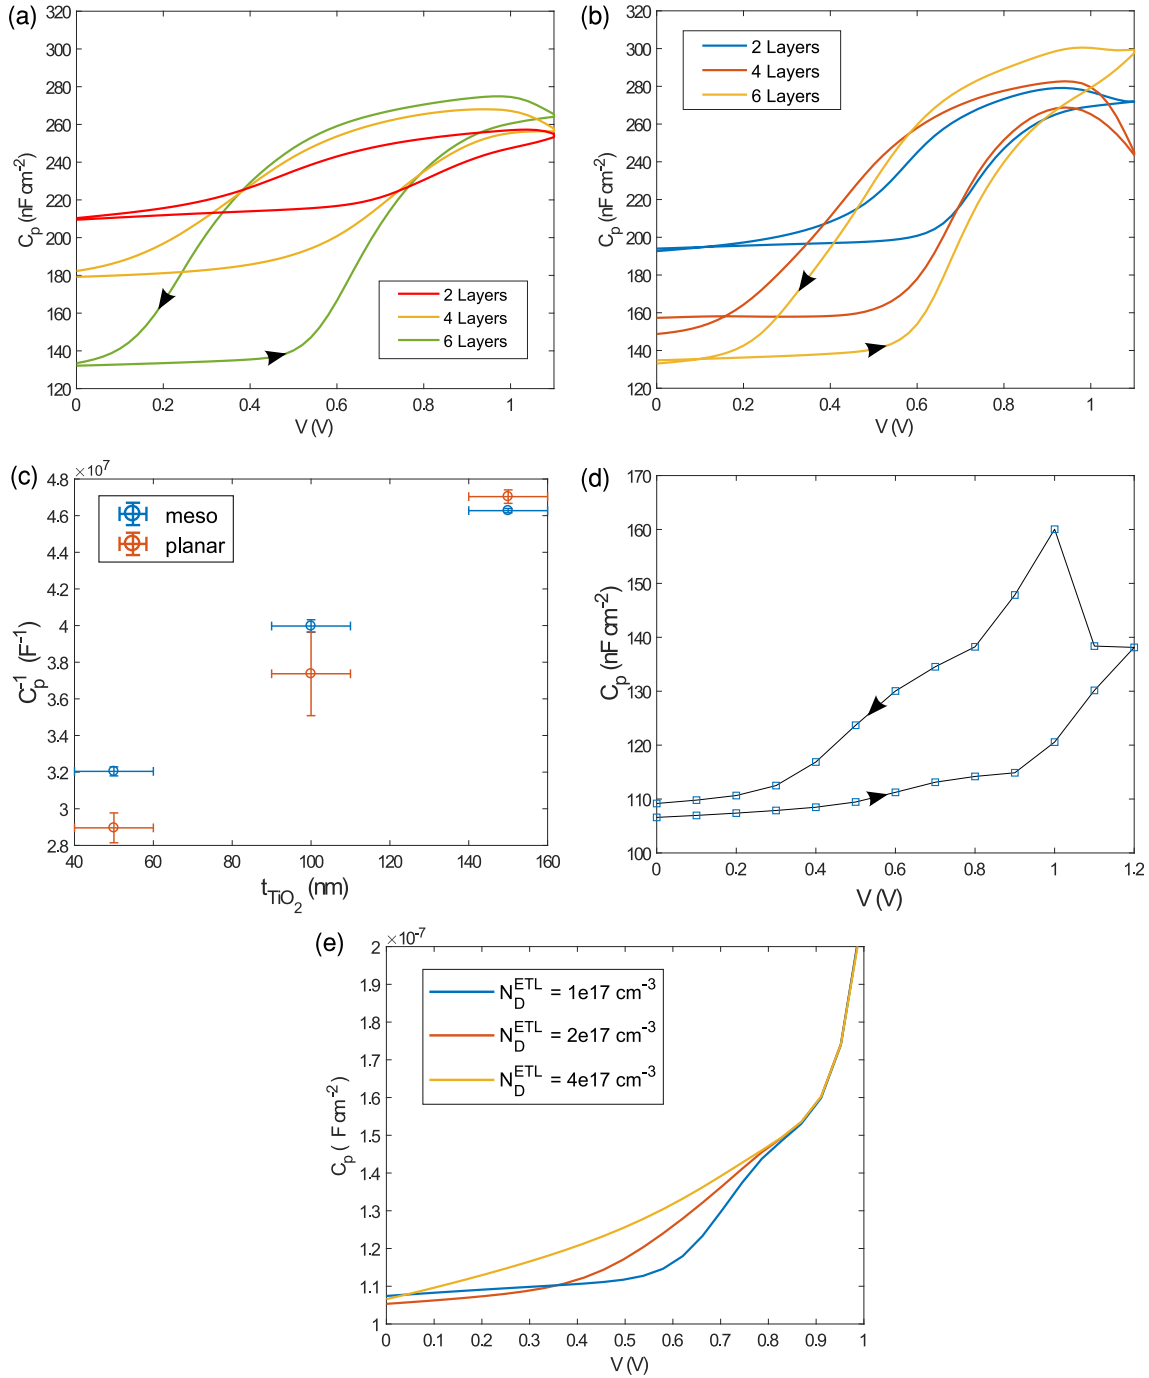 (a)
320
300
280
260
240
220
200
180
160
140
120
C_p (nF cm^-2)
0 0.2 0.4 0.6 0.8 1
V (V)
2 Layers
4 Layers
6 Layers
(b)
320
300
280
260
240
220
200
180
160
140
120
C_p (nF cm^-2)
0 0.2 0.4 0.6 0.8 1
V (V)
2 Layers
4 Layers
6 Layers
(c)
×10^7
4.8
4.6
4.4
4.2
4
3.8
3.6
3.4
3.2
3
2.8
C_p^-1 (F^-1)
40 60 80 100 120 140 160
t_TiO_2 (nm)
meso
planar
(d)
170
160
150
140
130
120
110
100
C_p (nF cm^-2)
0 0.2 0.4 0.6 0.8 1 1.2
V (V)
(e)
×10^-7
2
1.9
1.8
1.7
1.6
1.5
1.4
1.3
1.2
1.1
1
C_p ( F cm^-2)
0 0.1 0.2 0.3 0.4 0.5 0.6 0.7 0.8 0.9 1
V (V)
N_D^ETL = 1e17 cm^-3
N_D^ETL = 2e17 cm^-3
N_D^ETL = 4e17 cm^-3